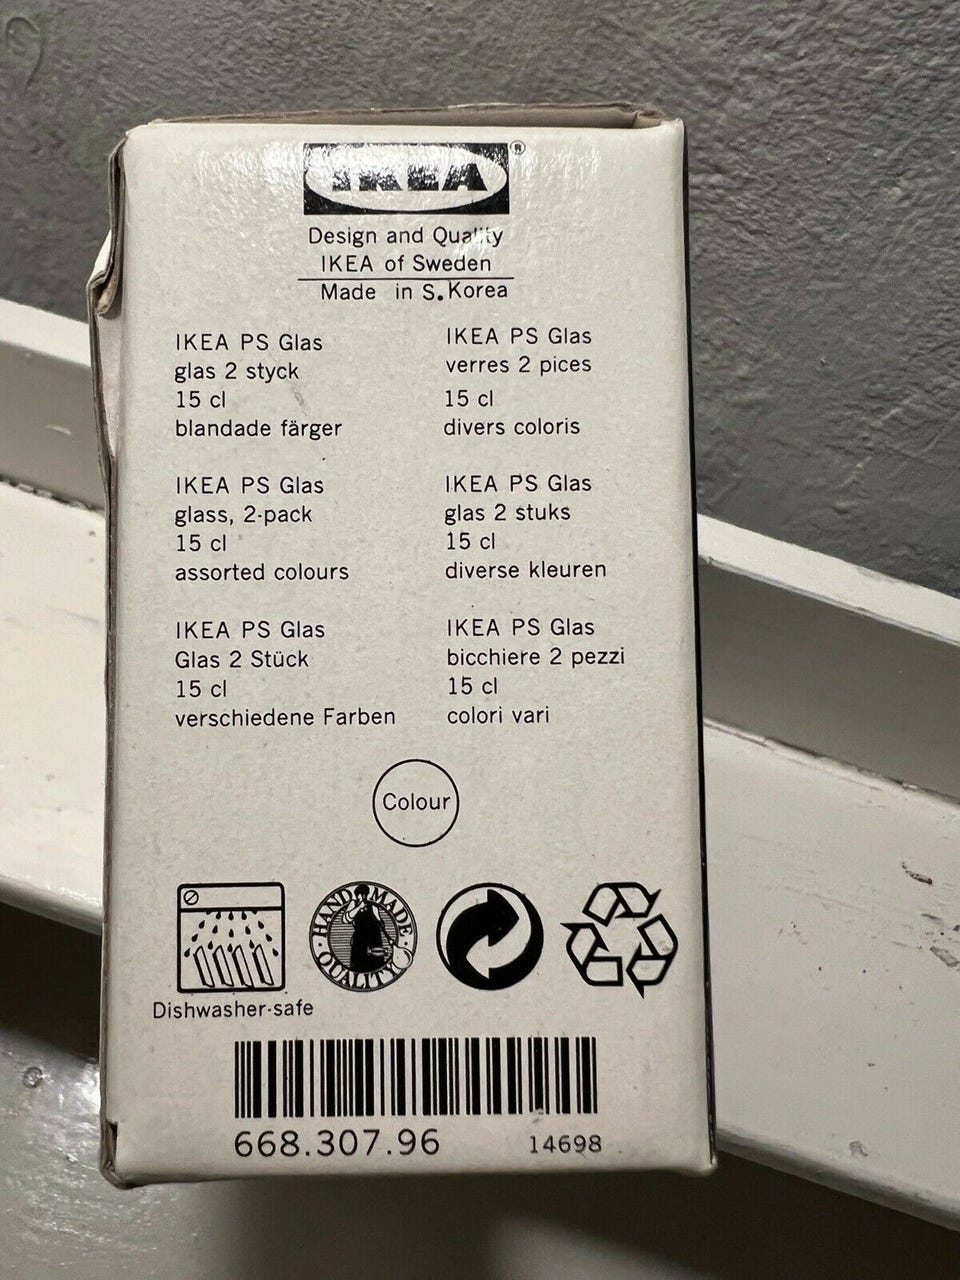 IKEA®
Design and Quality
IKEA of Sweden
Made in S. Korea
IKEA PS Glas
glas 2 styck
15 cl
blandade färger
IKEA PS Glas
verres 2 pices
15 cl
divers coloris
IKEA PS Glas
glass, 2-pack
15 cl
assorted colours
IKEA PS Glas
glas 2 stuks
15 cl
diverse kleuren
IKEA PS Glas
Glas 2 Stück
15 cl
verschiedene Farben
IKEA PS Glas
bicchiere 2 pezzi
15 cl
colori vari
Colour
HAND MADE
QUALITY
Dishwasher-safe
668.307.96 14698